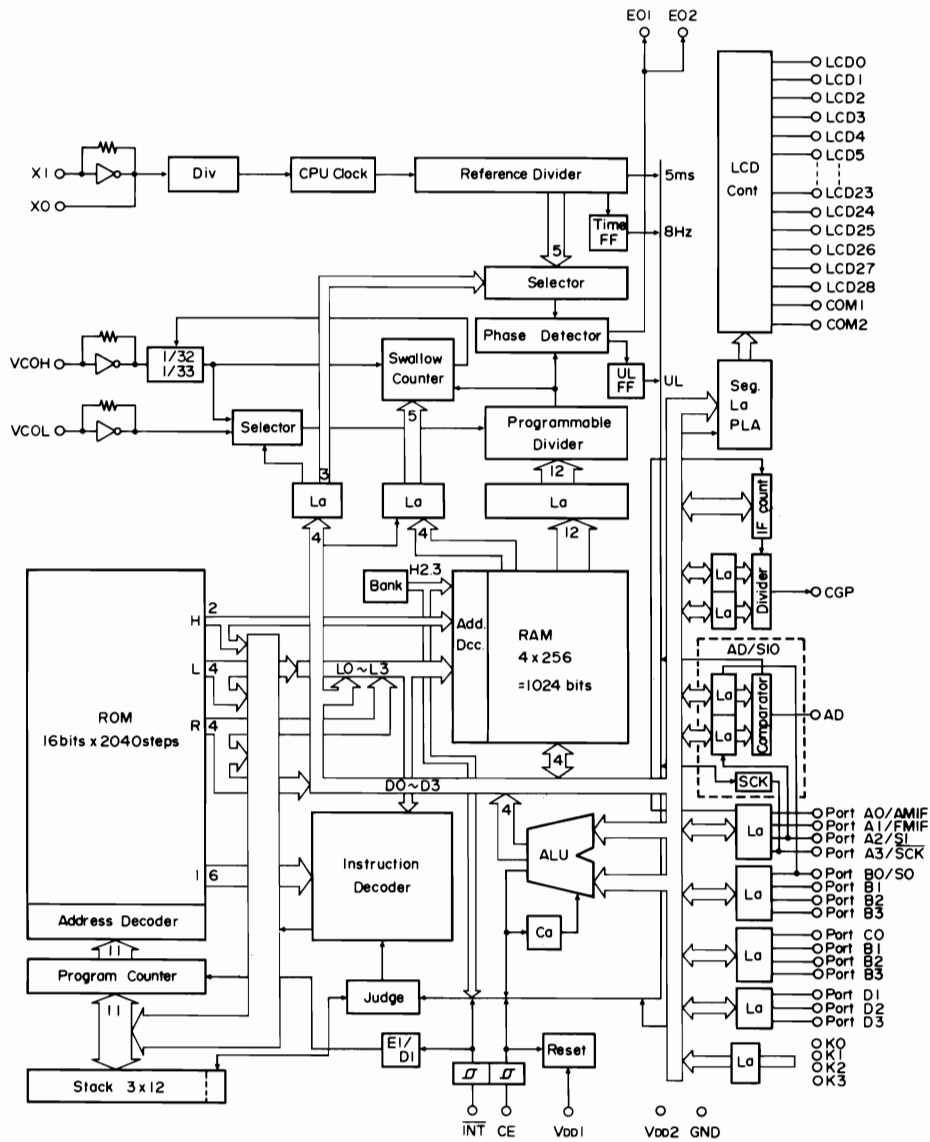 EO1 EO2
LCD0
LCD1
LCD2
LCD3
LCD4
LCD5
LCD23
LCD24
LCD25
LCD26
LCD27
LCD28
COM1
COM2
LCD
Cont
X1
X0
Div
CPU Clock
Reference Divider
5ms
Time
FF
8Hz
5
Selector
Phase Detector
UL
FF
UL
VCOH
1/32
1/33
Swallow
Counter
VCOL
Selector
5
Programmable
Divider
Seg.
La
PLA
3
12
La
La
La
4
4
12
IF count
La
La
Divider
CGP
Bank
H2.3
H
2
L
4
R
4
I
6
ROM
16bits x 2040steps
Add.
Dcc.
RAM
4 x 256
=1024 bits
L0~L3
AD/SIO
La
La
Comparator
AD
SCK
4
D0~D3
4
Instruction
Decoder
ALU
Ca
La
Port A0/AMIF
Port A1/FMIF
Port A2/SI
Port A3/SCK
La
Port B0/SO
Port B1
Port B2
Port B3
La
Port C0
Port B1
Port B2
Port B3
La
Port D1
Port D2
Port D3
La
K0
K1
K2
K3
Address Decoder
11
Program Counter
11
Stack 3x12
Judge
E1/
D1
Reset
INT CE VDD1 VDD2 GND